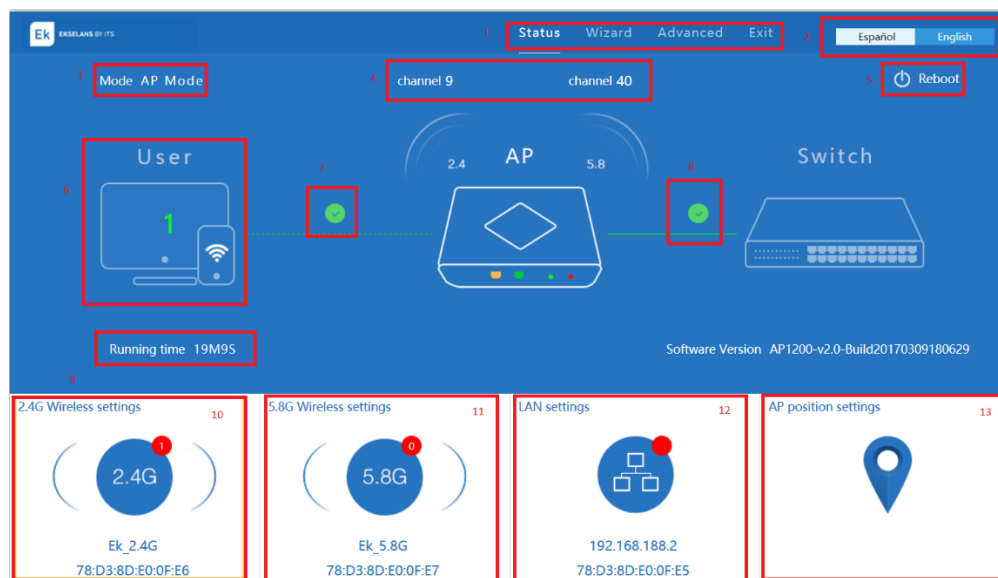 Ek EKSELANS BY ITS
1 Status Wizard Advanced Exit
2 Español English
3 Mode AP Mode
4 channel 9 channel 40
5 Reboot
User
AP
Switch
2.4 5.8
6 1
7
8
Running time 19M9S
Software Version AP1200-v2.0-Build20170309180629
9
2.4G Wireless settings 10
1
2.4G
Ek_2.4G
78:D3:8D:E0:0F:E6
5.8G Wireless settings 11
0
5.8G
Ek_5.8G
78:D3:8D:E0:0F:E7
LAN settings 12
192.168.188.2
78:D3:8D:E0:0F:E5
AP position settings 13